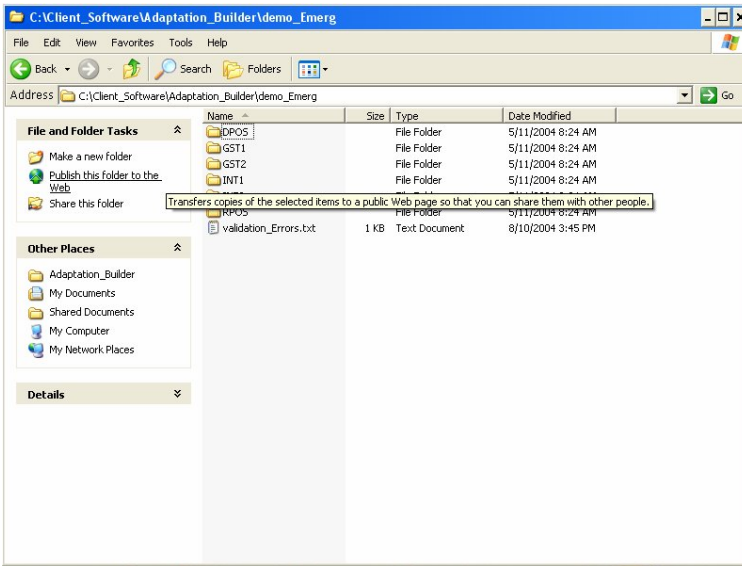 C:\Client_Software\Adaptation_Builder\demo_Emerg
File Edit View Favorites Tools Help
Back Search Folders
Address C:\Client_Software\Adaptation_Builder\demo_Emerg Go
Name Size Type Date Modified
File and Folder Tasks
Make a new folder
Publish this folder to the
Web
Share this folder
Other Places
Adaptation_Builder
My Documents
Shared Documents
My Computer
My Network Places
Details
DPOS File Folder 5/11/2004 8:24 AM
GST1 File Folder 5/11/2004 8:24 AM
GST2 File Folder 5/11/2004 8:24 AM
INT1 File Folder 5/11/2004 8:24 AM
Transfers copies of the selected items to a public Web page so that you can share them with other people.
RPOS File Folder 5/11/2004 8:24 AM
validation_Errors.txt 1 KB Text Document 8/10/2004 3:45 PM